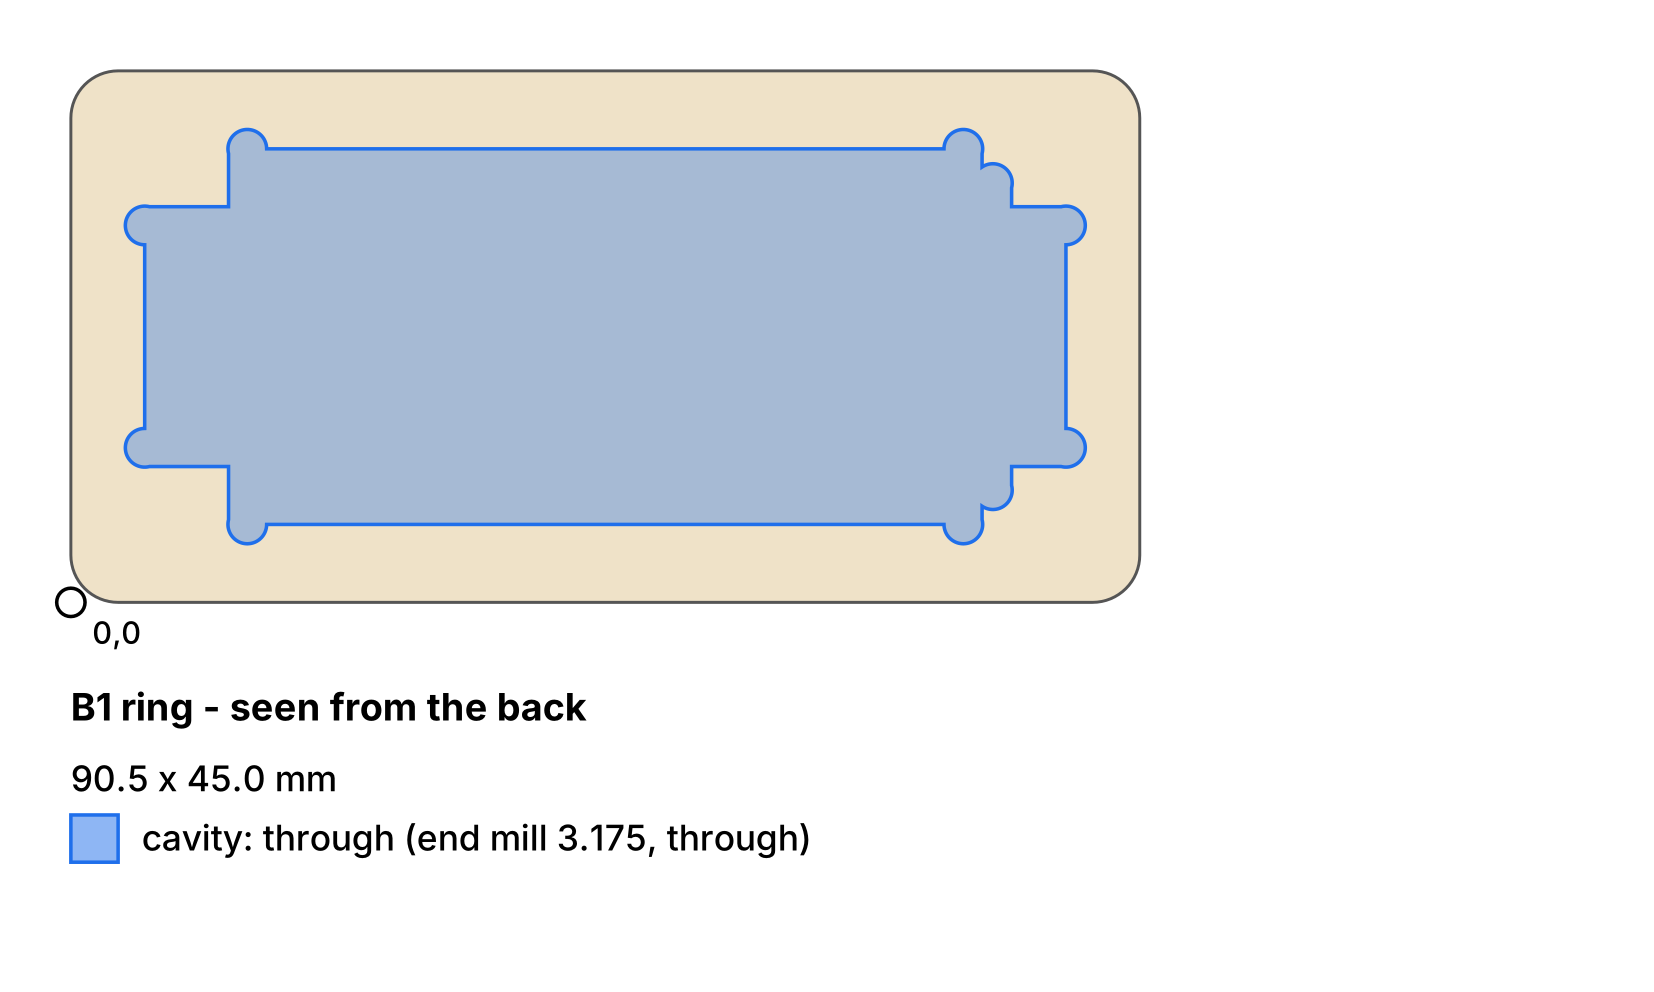 0,0
B1 ring - seen from the back
90.5 x 45.0 mm
cavity: through (end mill 3.175, through)